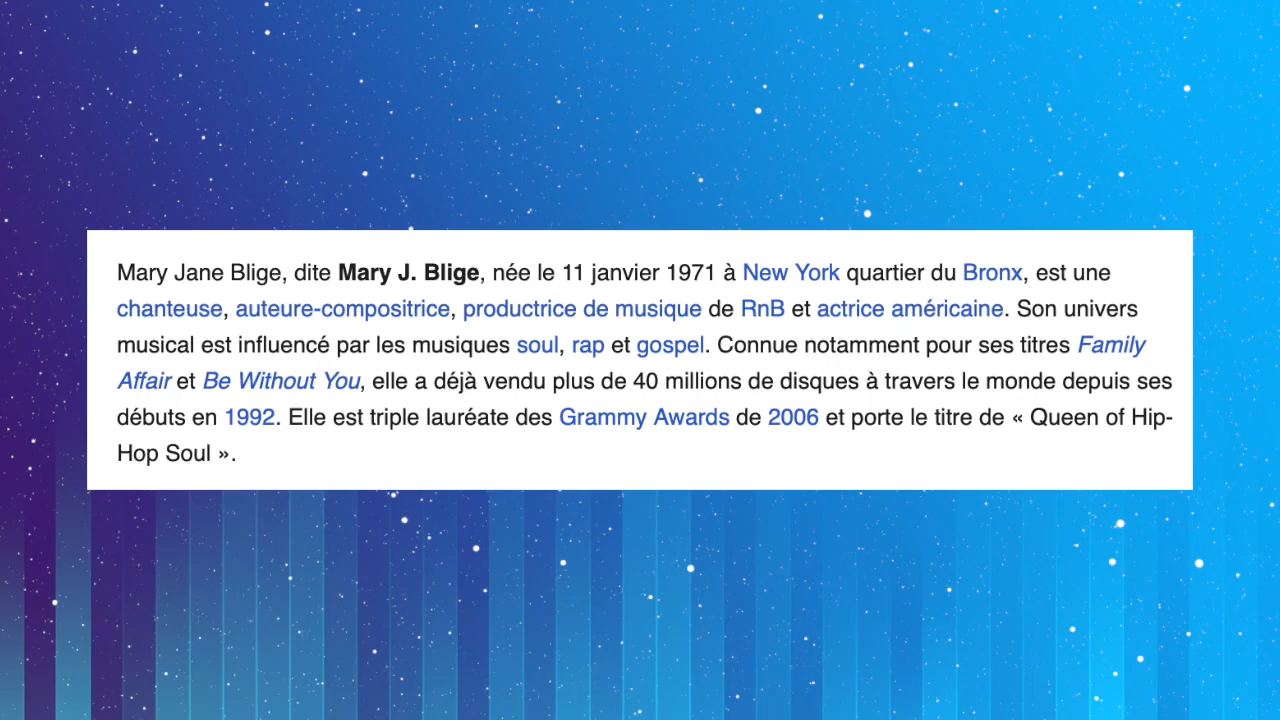 Mary Jane Blige, dite Mary J. Blige, née le 11 janvier 1971 à New York quartier du Bronx, est une
chanteuse, auteure-compositrice, productrice de musique de RnB et actrice américaine. Son univers
musical est influencé par les musiques soul, rap et gospel. Connue notamment pour ses titres Family
Affair et Be Without You, elle a déjà vendu plus de 40 millions de disques à travers le monde depuis ses
débuts en 1992. Elle est triple lauréate des Grammy Awards de 2006 et porte le titre de « Queen of Hip-
Hop Soul ».